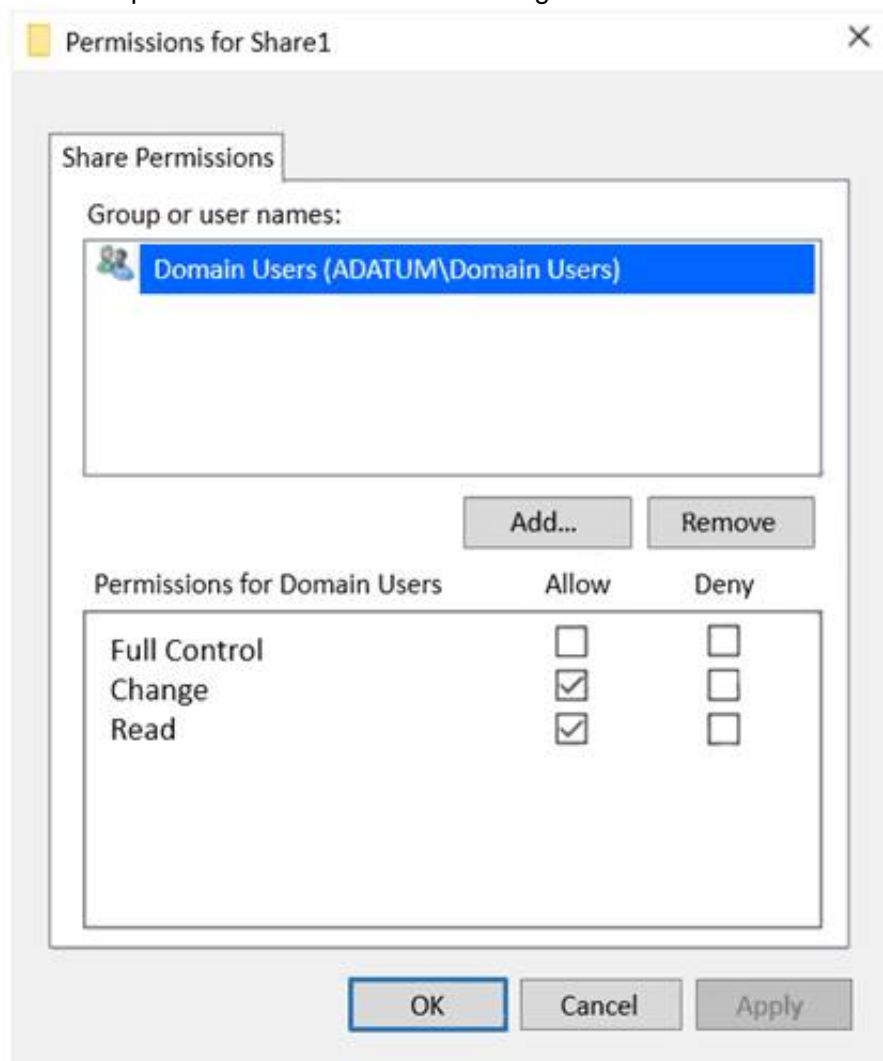 Permissions for Share1
Share Permissions
Group or user names:
Domain Users (ADATUM\Domain Users)
Add... Remove
Permissions for Domain Users Allow Deny
Full Control
Change
Read
OK Cancel Apply